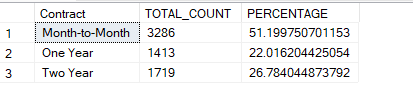 Contract TOTAL_COUNT PERCENTAGE
1 Month-to-Month 3286 51.199750701153
2 One Year 1413 22.016204425054
3 Two Year 1719 26.784044873792